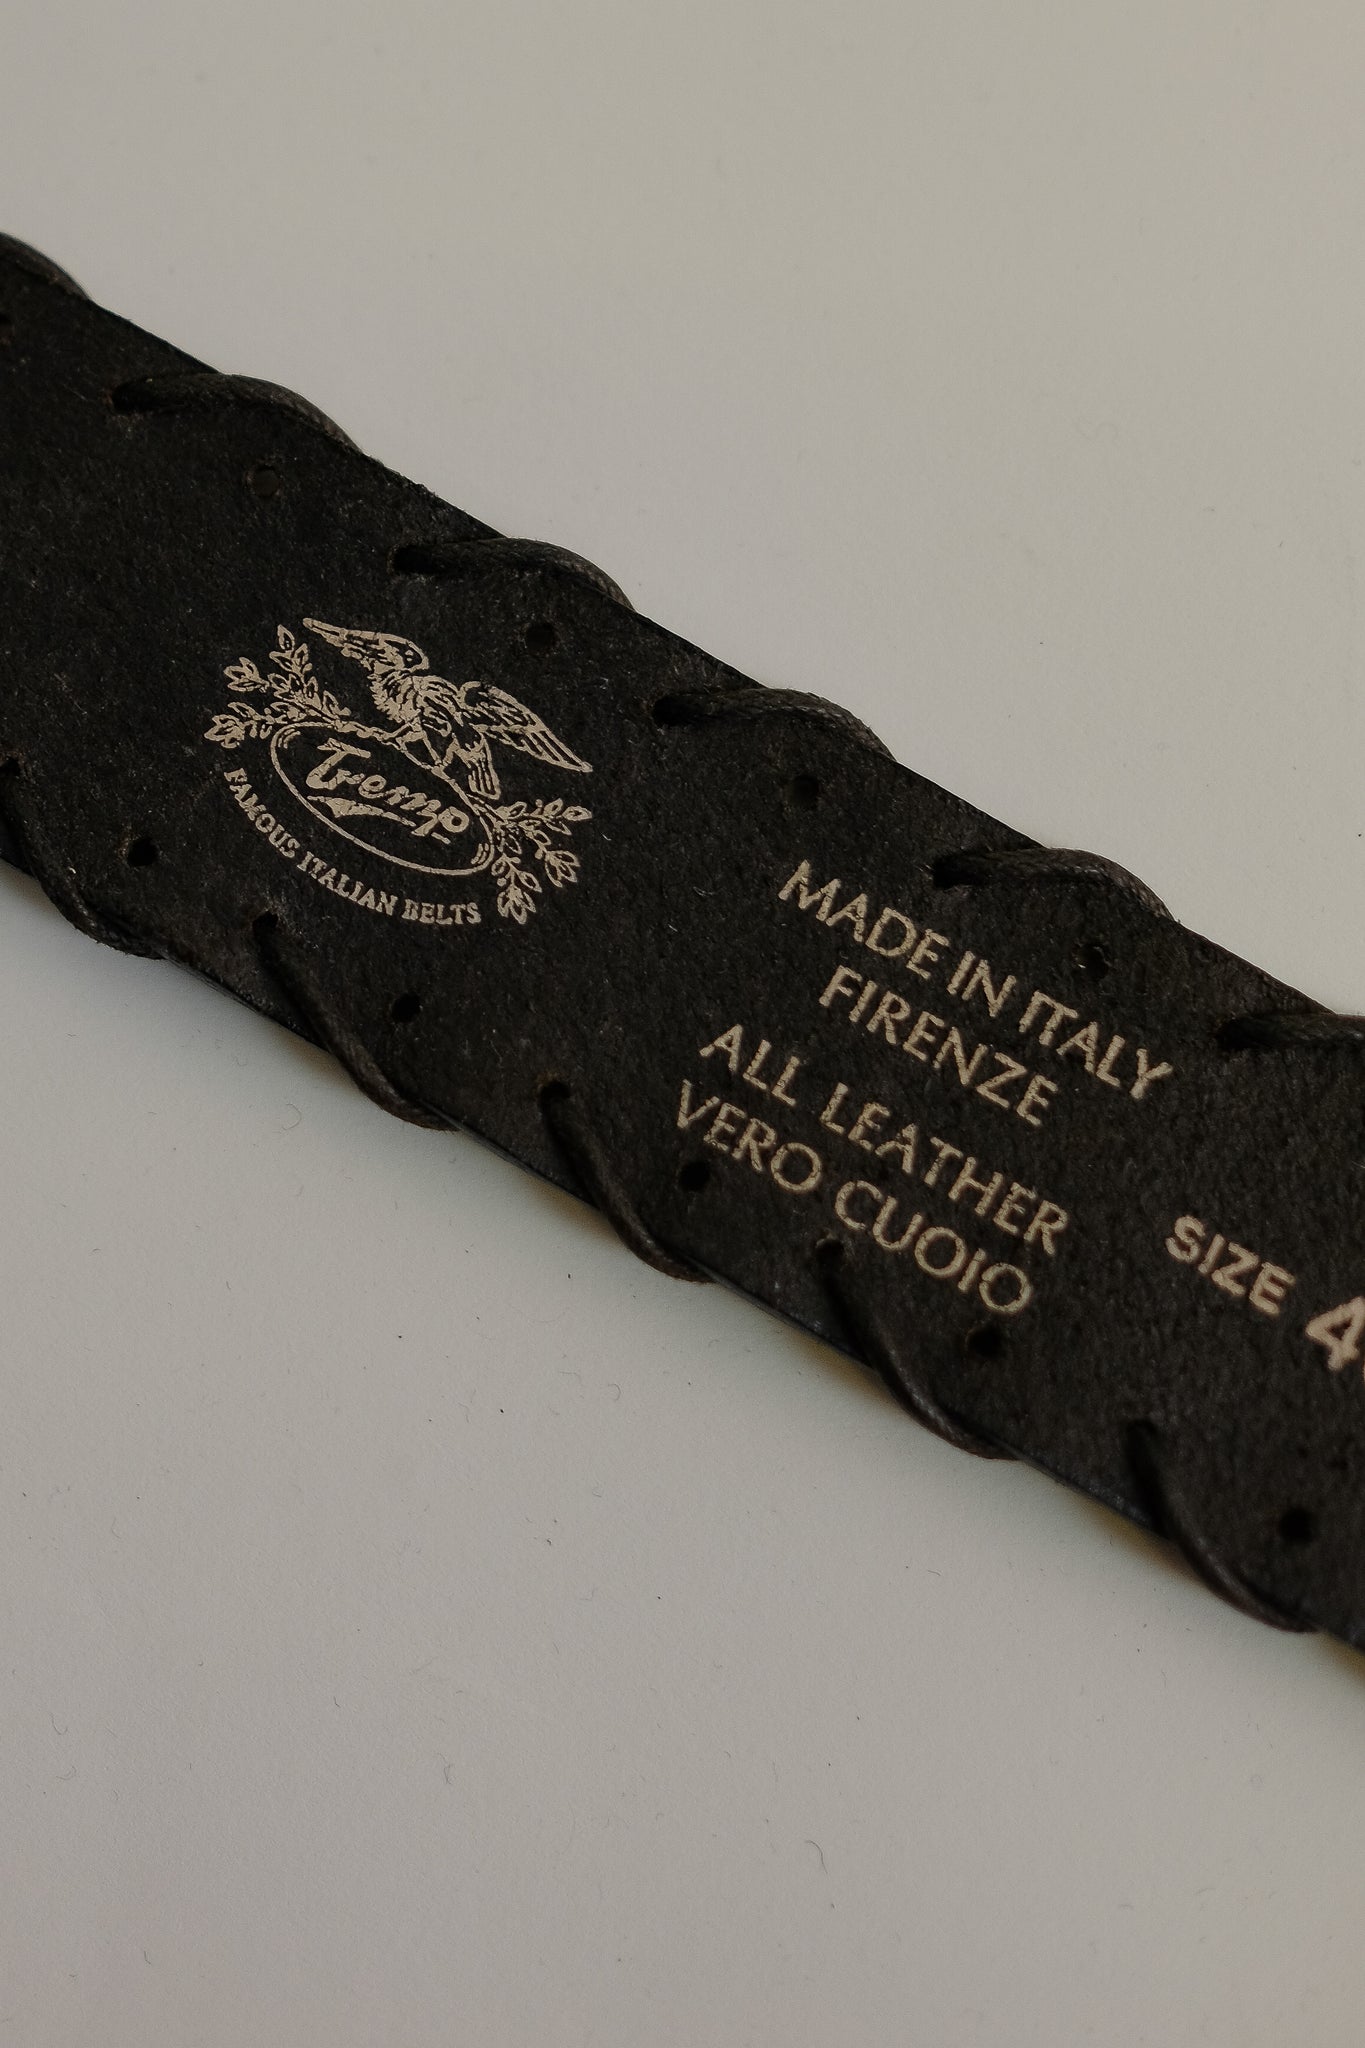 Tremp
FAMOUS ITALIAN BELTS
MADE IN ITALY
FIRENZE
ALL LEATHER
VERO CUOIO
SIZE